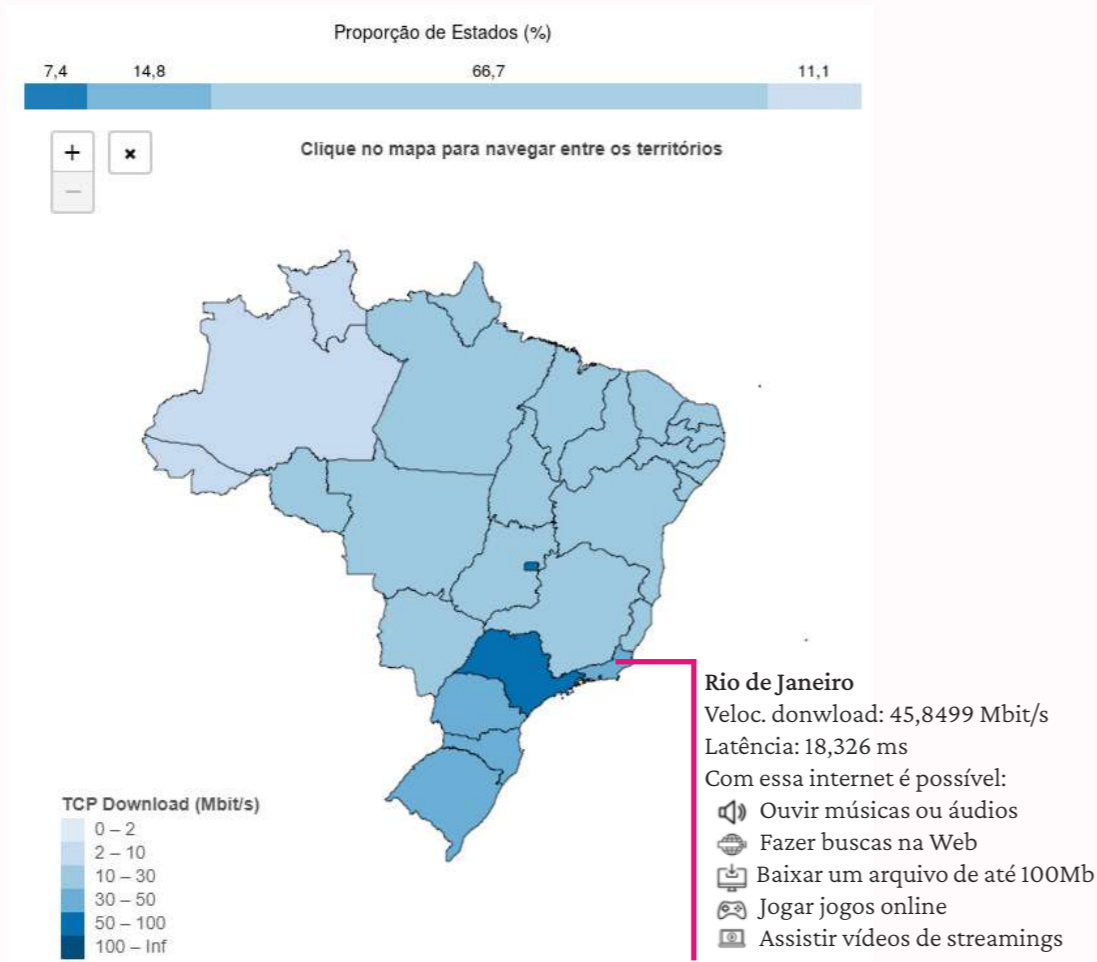 Proporção de Estados (%)
7,4 14,8 66,7 11,1
+ × Clique no mapa para navegar entre os territórios
−
Rio de Janeiro
Veloc. donwload: 45,8499 Mbit/s
Latência: 18,326 ms
Com essa internet é possível:
Ouvir músicas ou áudios
Fazer buscas na Web
Baixar um arquivo de até 100Mb
Jogar jogos online
Assistir vídeos de streamings
TCP Download (Mbit/s)
0 – 2
2 – 10
10 – 30
30 – 50
50 – 100
100 – Inf